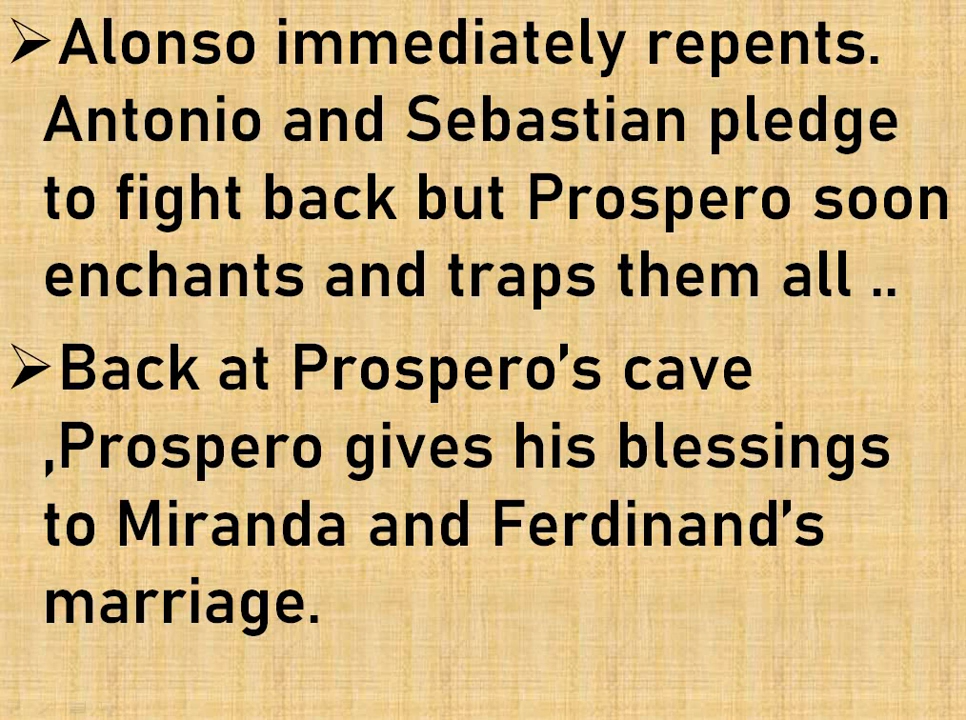 ➢Alonso immediately repents.
Antonio and Sebastian pledge
to fight back but Prospero soon
enchants and traps them all ..
➢Back at Prospero's cave
,Prospero gives his blessings
to Miranda and Ferdinand's
marriage.